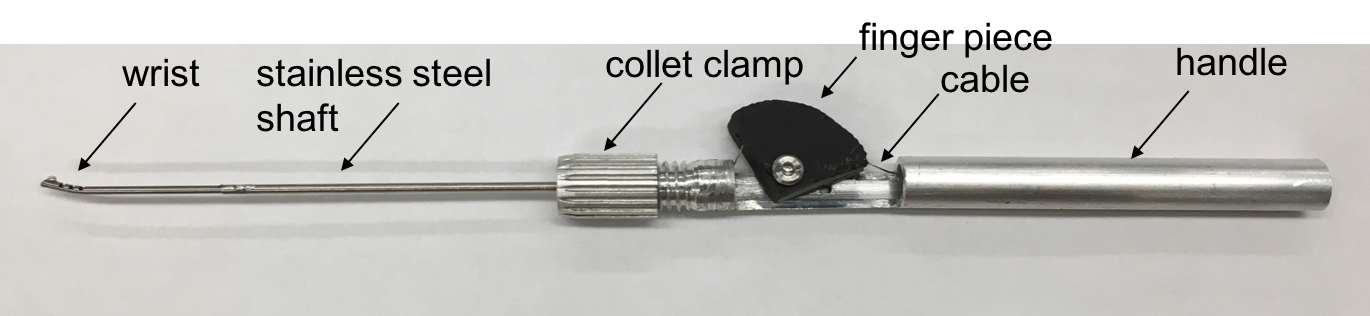 wrist
stainless steel
shaft
collet clamp
finger piece
cable
handle